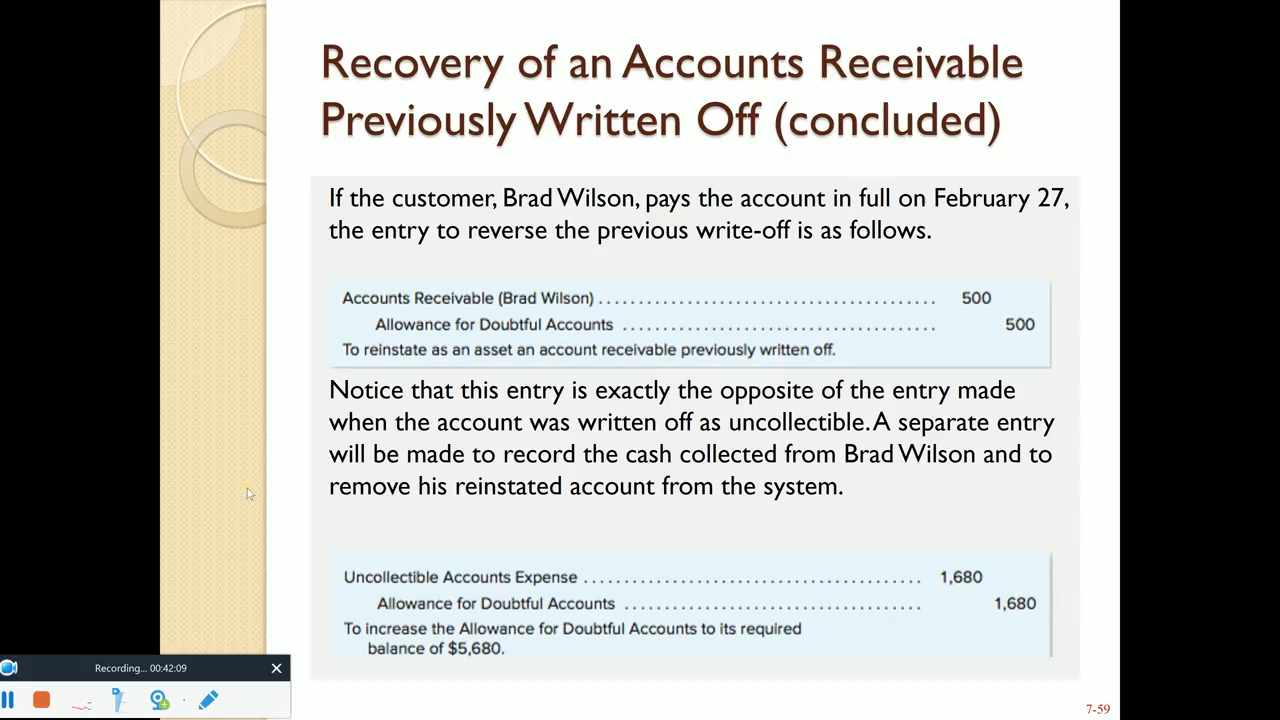 Recovery of an Accounts Receivable
Previously Written Off (concluded)
If the customer, Brad Wilson, pays the account in full on February 27,
the entry to reverse the previous write-off is as follows.
Accounts Receivable (Brad Wilson) .......................................... 500
Allowance for Doubtful Accounts ....................................... 500
To reinstate as an asset an account receivable previously written off.
Notice that this entry is exactly the opposite of the entry made
when the account was written off as uncollectible. A separate entry
will be made to record the cash collected from Brad Wilson and to
remove his reinstated account from the system.
Uncollectible Accounts Expense .......................................... 1,680
Allowance for Doubtful Accounts ..................................... 1,680
To increase the Allowance for Doubtful Accounts to its required
balance of $5,680.
Recording... 00:42:09
7-59